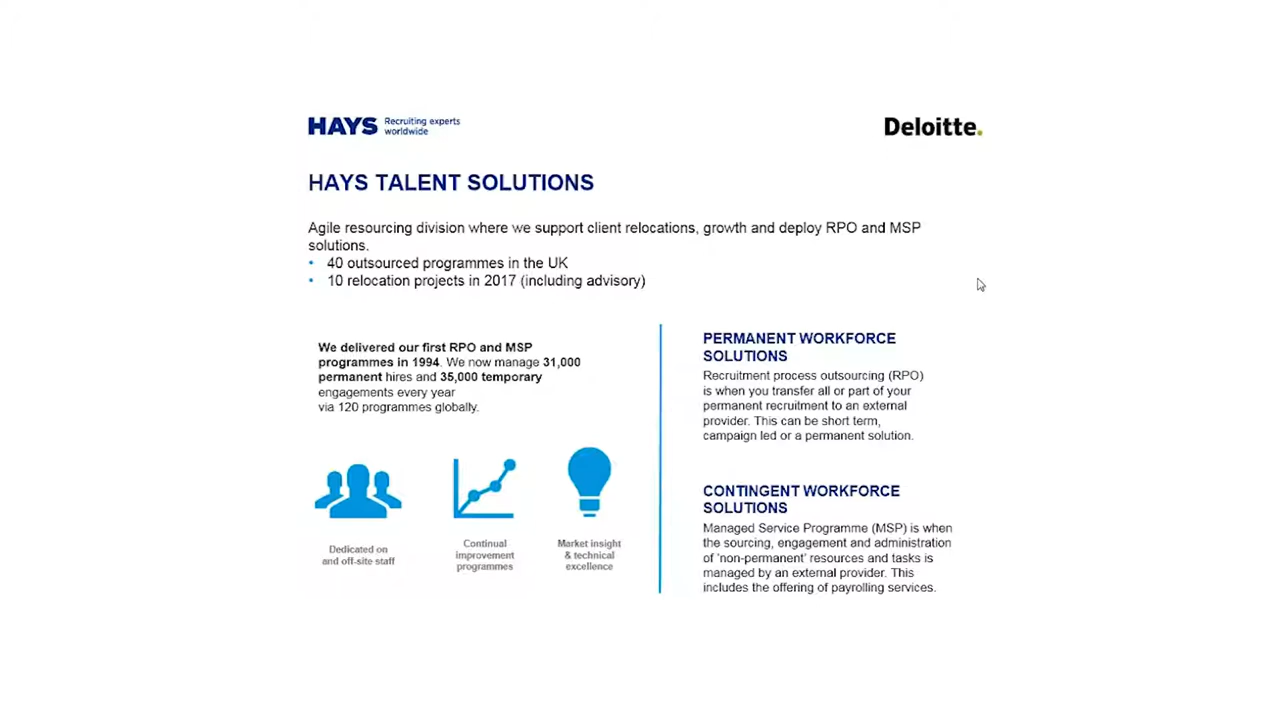 HAYS Recruiting experts
worldwide
Deloitte.
HAYS TALENT SOLUTIONS
Agile resourcing division where we support client relocations, growth and deploy RPO and MSP
solutions.
• 40 outsourced programmes in the UK
• 10 relocation projects in 2017 (including advisory)
We delivered our first RPO and MSP
programmes in 1994. We now manage 31,000
permanent hires and 35,000 temporary
engagements every year
via 120 programmes globally.
Dedicated on
and off-site staff
Continual
improvement
programmes
Market insight
& technical
excellence
PERMANENT WORKFORCE
SOLUTIONS
Recruitment process outsourcing (RPO)
is when you transfer all or part of your
permanent recruitment to an external
provider. This can be short term,
campaign led or a permanent solution.
CONTINGENT WORKFORCE
SOLUTIONS
Managed Service Programme (MSP) is when
the sourcing, engagement and administration
of 'non-permanent' resources and tasks is
managed by an external provider. This
includes the offering of payrolling services.